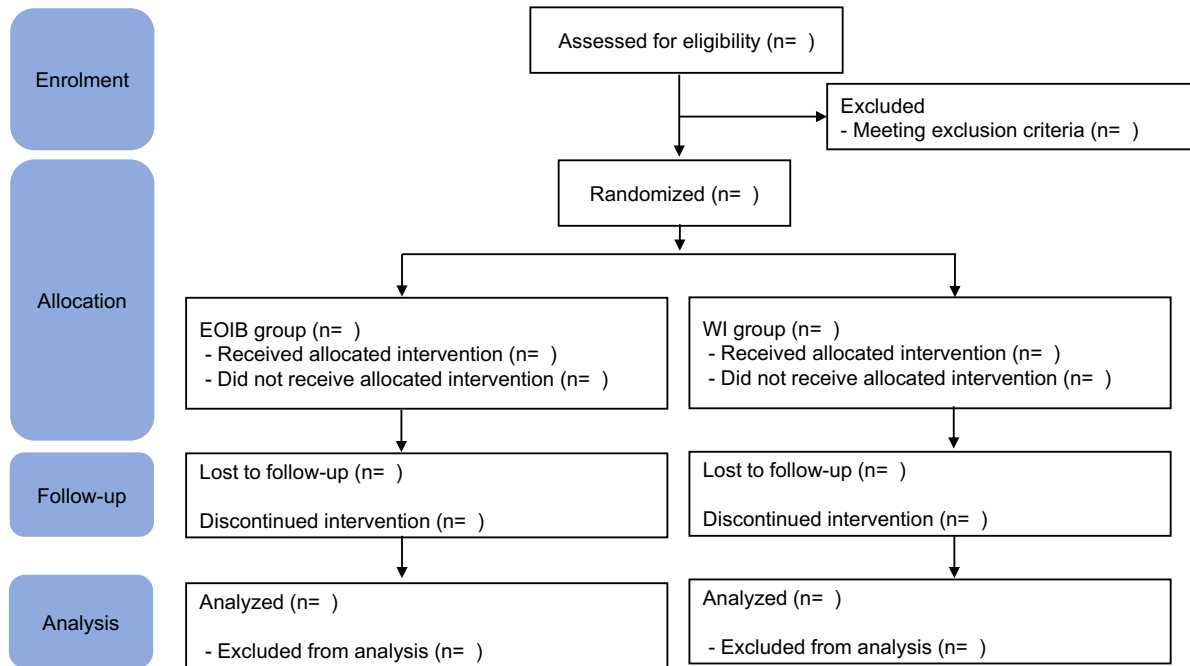 Enrolment
Assessed for eligibility (n=  )
Excluded
- Meeting exclusion criteria (n=  )
Randomized (n=  )
Allocation
EOIB group (n=  )
- Received allocated intervention (n=  )
- Did not receive allocated intervention (n=  )
WI group (n=  )
- Received allocated intervention (n=  )
- Did not receive allocated intervention (n=  )
Follow-up
Lost to follow-up (n=  )
Discontinued intervention (n=  )
Lost to follow-up (n=  )
Discontinued intervention (n=  )
Analysis
Analyzed (n=  )
- Excluded from analysis (n=  )
Analyzed (n=  )
- Excluded from analysis (n=  )